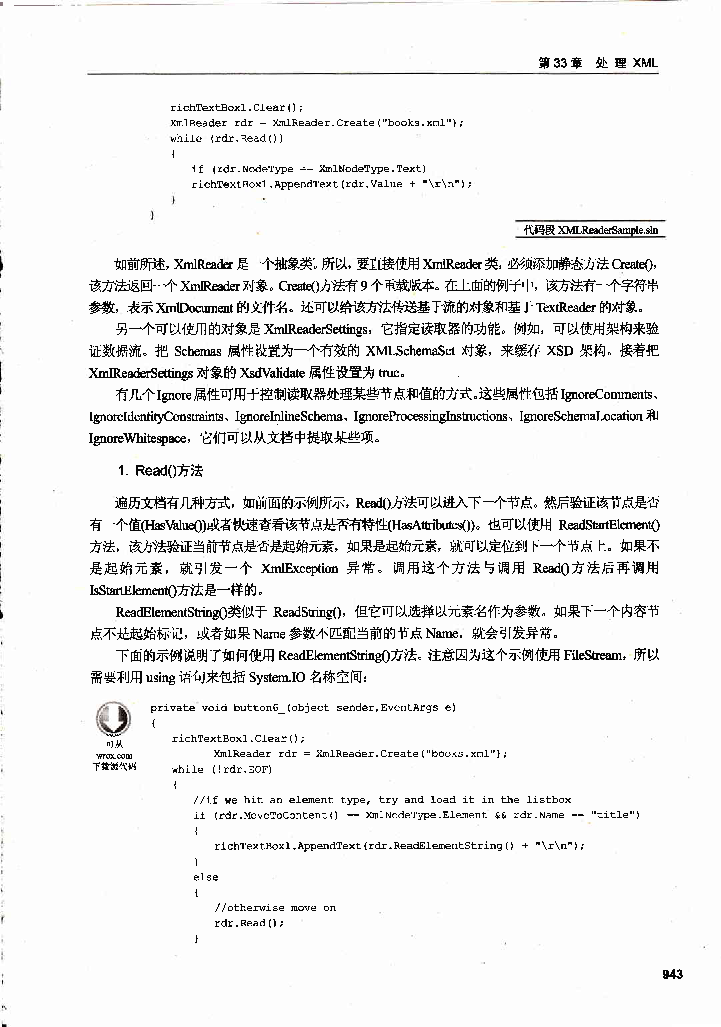 第33章 处 理 XML
richTextBox1.Clear();
XmlReader rdr = XmlReader.Create("books.xml");
while (rdr.Read())
{
if (rdr.NodeType == XmlNodeType.Text)
richTextBox1.AppendText(rdr.Value + "\r\n");
}
}
代码段 XMLReaderSample.sln
如前所述,XmlReader 是一个抽象类。所以,要直接使用 XmlReader 类,必须添加静态方法 Create(),
该方法返回一个 XmlReader 对象。Create()方法有 9 个重载版本。在上面的例子中,该方法有一个字符串
参数,表示 XmlDocument 的文件名。还可以给该方法传送基于流的对象和基于 TextReader 的对象。
另一个可以使用的对象是 XmlReaderSettings,它指定读取器的功能。例如,可以使用架构来验
证数据流。把 Schemas 属性设置为一个有效的 XMLSchemaSet 对象,来缓存 XSD 架构。接着把
XmlReaderSettings 对象的 XsdValidate 属性设置为 true。
有几个 Ignore 属性可用于控制读取器处理某些节点和值的方式。这些属性包括 IgnoreComments、
IgnoreIdentityConstraints、IgnoreInlineSchema、IgnoreProcessingInstructions、IgnoreSchemaLocation 和
IgnoreWhitespace,它们可以从文档中提取某些项。
1. Read()方法
遍历文档有几种方式,如前面的示例所示,Read()方法可以进入下一个节点。然后验证该节点是否
有一个值(HasValue())或者快速查看该节点是否有特性(HasAttributes())。也可以使用 ReadStartElement()
方法,该方法验证当前节点是否是起始元素,如果是起始元素,就可以定位到下一个节点上。如果不
是起始元素,就引发一个 XmlException 异常。调用这个方法与调用 Read()方法后再调用
IsStartElement()方法是一样的。
ReadElementString()类似于 ReadString(),但它可以选择以元素名作为参数。如果下一个内容节
点不是起始标记,或者如果 Name 参数不匹配当前的节点 Name,就会引发异常。
下面的示例说明了如何使用 ReadElementString()方法。注意因为这个示例使用 FileStream,所以
需要利用 using 语句来包括 System.IO 名称空间:
可从
wrox.com
下载源代码
private void button6_(object sender,EventArgs e)
{
richTextBox1.Clear();
XmlReader rdr = XmlReader.Create("books.xml");
while (!rdr.EOF)
{
//if we hit an element type, try and load it in the listbox
if (rdr.MoveToContent() == XmlNodeType.Element && rdr.Name == "title")
{
richTextBox1.AppendText(rdr.ReadElementString() + "\r\n");
}
else
{
//otherwise move on
rdr.Read();
}
943